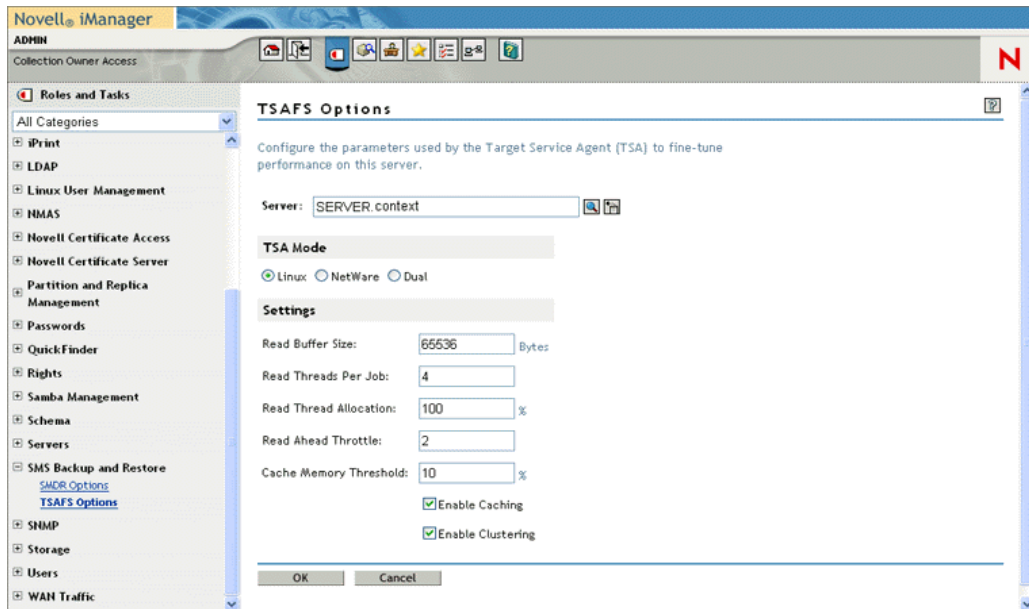 Novell® iManager
ADMIN
Collection Owner Access
N
Roles and Tasks
All Categories
iPrint
LDAP
Linux User Management
NMAS
Novell Certificate Access
Novell Certificate Server
Partition and Replica
Management
Passwords
QuickFinder
Rights
Samba Management
Schema
Servers
SMS Backup and Restore
SMDR Options
TSAFS Options
SNMP
Storage
Users
WAN Traffic
TSAFS Options
?
Configure the parameters used by the Target Service Agent (TSA) to fine-tune
performance on this server.
Server: SERVER.context
TSA Mode
Linux NetWare Dual
Settings
Read Buffer Size: 65536 Bytes
Read Threads Per Job: 4
Read Thread Allocation: 100 %
Read Ahead Throttle: 2
Cache Memory Threshold: 10 %
Enable Caching
Enable Clustering
OK Cancel